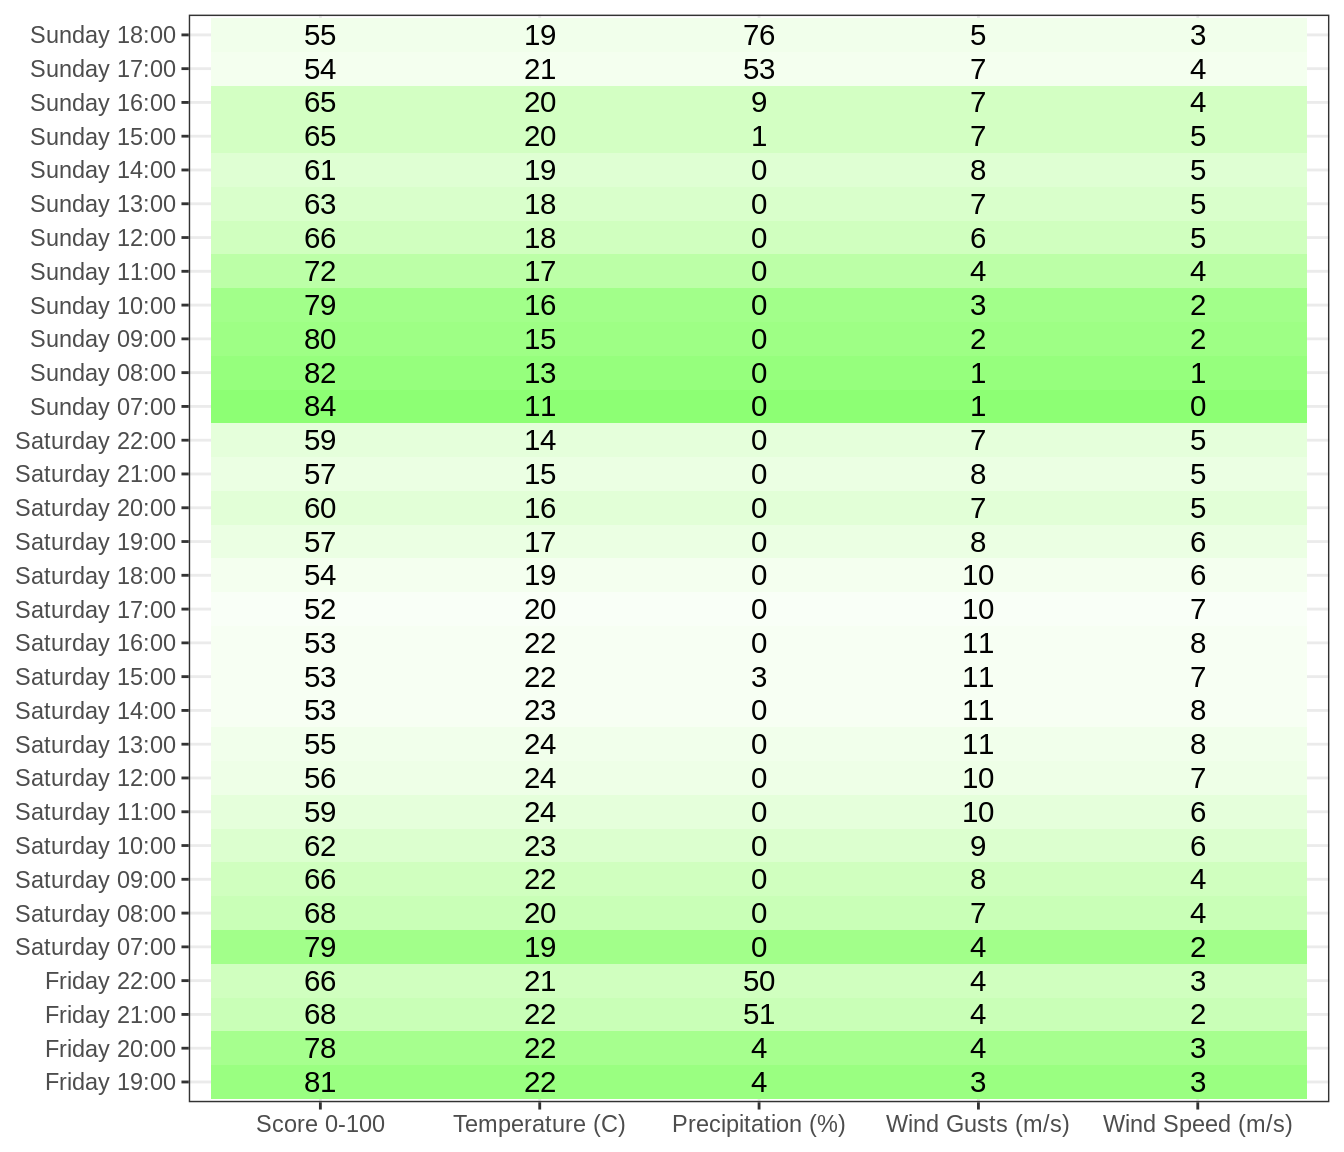 Sunday 18:00 55 19 76 5 3
Sunday 17:00 54 21 53 7 4
Sunday 16:00 65 20 9 7 4
Sunday 15:00 65 20 1 7 5
Sunday 14:00 61 19 0 8 5
Sunday 13:00 63 18 0 7 5
Sunday 12:00 66 18 0 6 5
Sunday 11:00 72 17 0 4 4
Sunday 10:00 79 16 0 3 2
Sunday 09:00 80 15 0 2 2
Sunday 08:00 82 13 0 1 1
Sunday 07:00 84 11 0 1 0
Saturday 22:00 59 14 0 7 5
Saturday 21:00 57 15 0 8 5
Saturday 20:00 60 16 0 7 5
Saturday 19:00 57 17 0 8 6
Saturday 18:00 54 19 0 10 6
Saturday 17:00 52 20 0 10 7
Saturday 16:00 53 22 0 11 8
Saturday 15:00 53 22 3 11 7
Saturday 14:00 53 23 0 11 8
Saturday 13:00 55 24 0 11 8
Saturday 12:00 56 24 0 10 7
Saturday 11:00 59 24 0 10 6
Saturday 10:00 62 23 0 9 6
Saturday 09:00 66 22 0 8 4
Saturday 08:00 68 20 0 7 4
Saturday 07:00 79 19 0 4 2
Friday 22:00 66 21 50 4 3
Friday 21:00 68 22 51 4 2
Friday 20:00 78 22 4 4 3
Friday 19:00 81 22 4 3 3
Score 0-100 Temperature (C) Precipitation (%) Wind Gusts (m/s) Wind Speed (m/s)